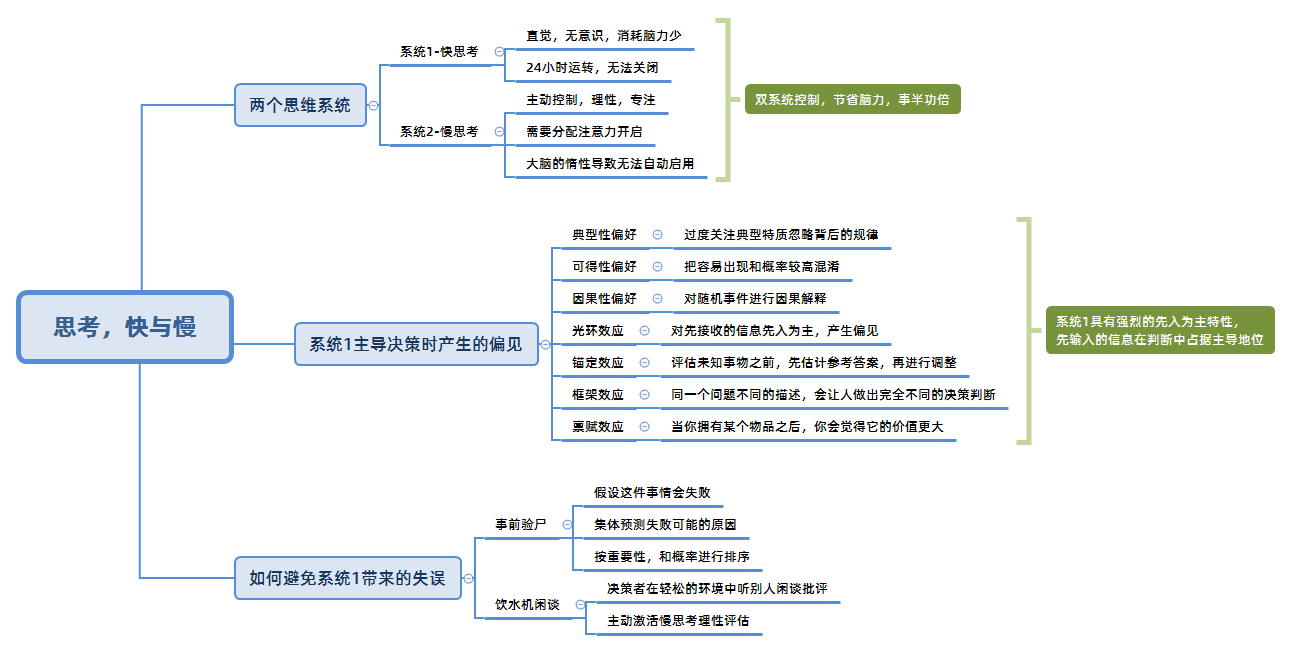 思考，快与慢
两个思维系统
系统1-快思考
直觉，无意识，消耗脑力少
24小时运转，无法关闭
系统2-慢思考
主动控制，理性，专注
需要分配注意力开启
大脑的惰性导致无法自动启用
双系统控制，节省脑力，事半功倍
系统1主导决策时产生的偏见
典型性偏好
过度关注典型特质忽略背后的规律
可得性偏好
把容易出现和概率较高混淆
因果性偏好
对随机事件进行因果解释
光环效应
对先接收的信息先入为主，产生偏见
锚定效应
评估未知事物之前，先估计参考答案，再进行调整
框架效应
同一个问题不同的描述，会让人做出完全不同的决策判断
禀赋效应
当你拥有某个物品之后，你会觉得它的价值更大
系统1具有强烈的先入为主特性，
先输入的信息在判断中占据主导地位
如何避免系统1带来的失误
事前验尸
假设这件事情会失败
集体预测失败可能的原因
按重要性，和概率进行排序
饮水机闲谈
决策者在轻松的环境中听别人闲谈批评
主动激活慢思考理性评估